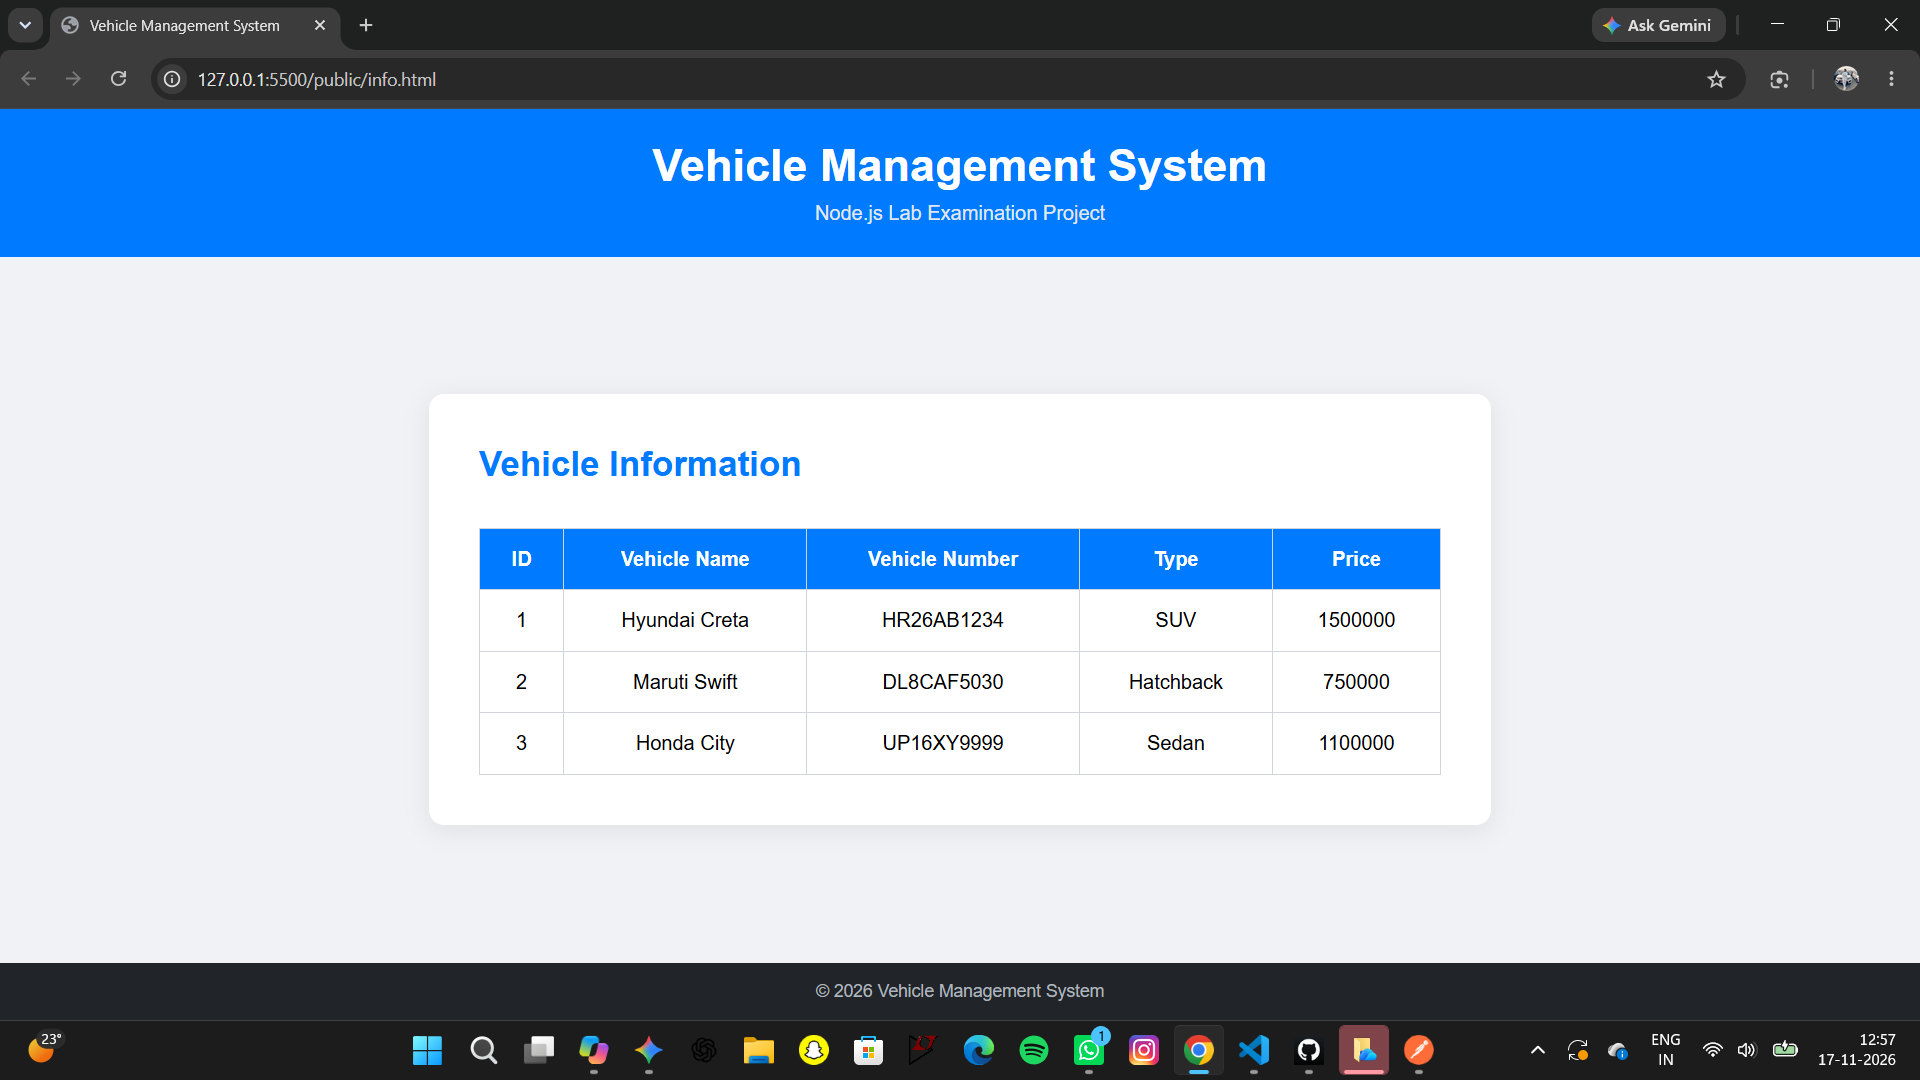 Vehicle Management System
Ask Gemini
127.0.0.1:5500/public/info.html
Vehicle Management System
Node.js Lab Examination Project
Vehicle Information
ID Vehicle Name Vehicle Number Type Price
1 Hyundai Creta HR26AB1234 SUV 1500000
2 Maruti Swift DL8CAF5030 Hatchback 750000
3 Honda City UP16XY9999 Sedan 1100000
© 2026 Vehicle Management System
23°
1
ENG
IN
12:57
17-11-2026